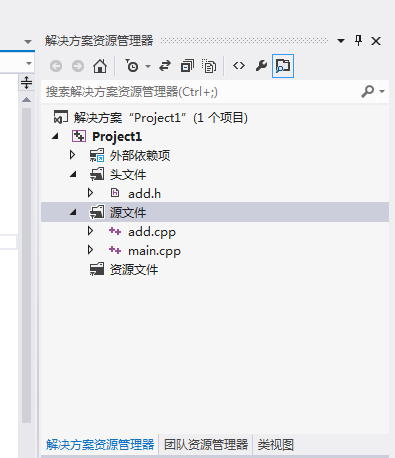 解决方案资源管理器
搜索解决方案资源管理器(Ctrl+;)
解决方案“Project1”(1 个项目)
Project1
外部依赖项
头文件
add.h
源文件
add.cpp
main.cpp
资源文件
解决方案资源管理器 团队资源管理器 类视图